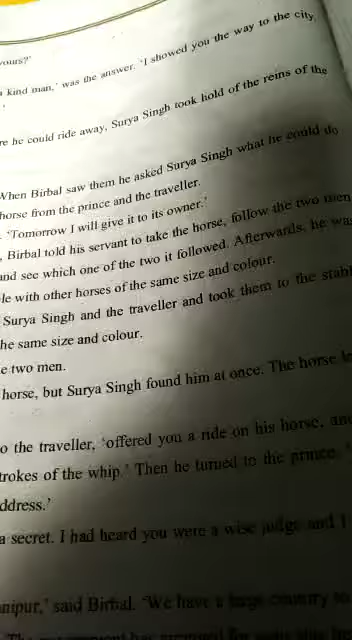 yours?'
kind man,' was the answer. 'I showed you the way to the city,
re he could ride away, Surya Singh took hold of the reins of the
When Birbal saw them he asked Surya Singh what he could do
horse from the prince and the traveller.
'Tomorrow I will give it to its owner.'
, Birbal told his servant to take the horse, follow the two men
and see which one of the two it followed. Afterwards, he was
le with other horses of the same size and colour.
Surya Singh and the traveller and took them to the stabl
he same size and colour.
e two men.
horse, but Surya Singh found him at once. The horse
o the traveller, 'offered you a ride on his horse, and
trokes of the whip.' Then he turned to the prince.
ddress.'
a secret. I had heard you were a wise judge and I
nipur,' said Birbal. 'We have a huge country to